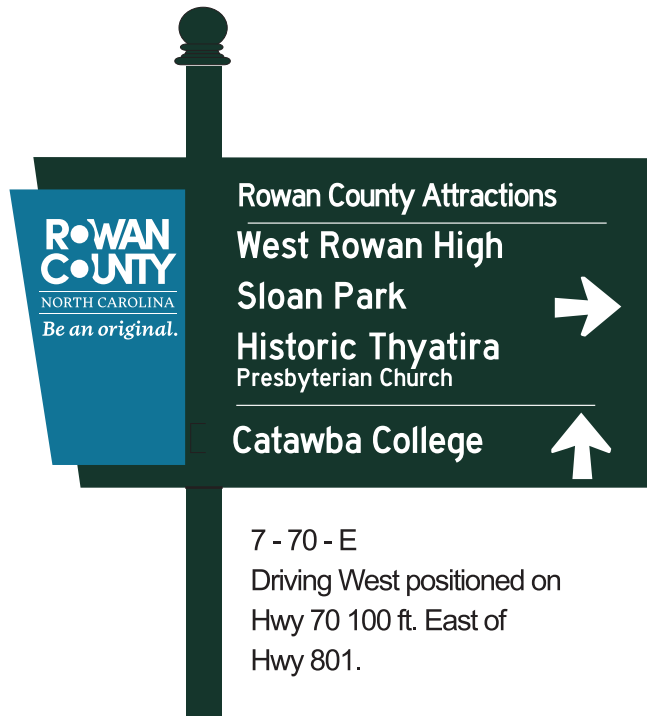 ROWAN
COUNTY
NORTH CAROLINA
Be an original.
Rowan County Attractions
West Rowan High
Sloan Park
Historic Thyatira
Presbyterian Church
Catawba College
7 - 70 - E
Driving West positioned on
Hwy 70 100 ft. East of
Hwy 801.